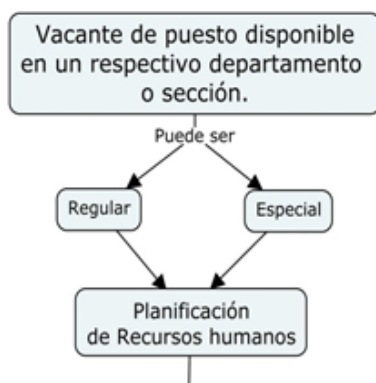 Vacante de puesto disponible
en un respectivo departamento
o sección.
Puede ser
Regular
Especial
Planificación
de Recursos humanos